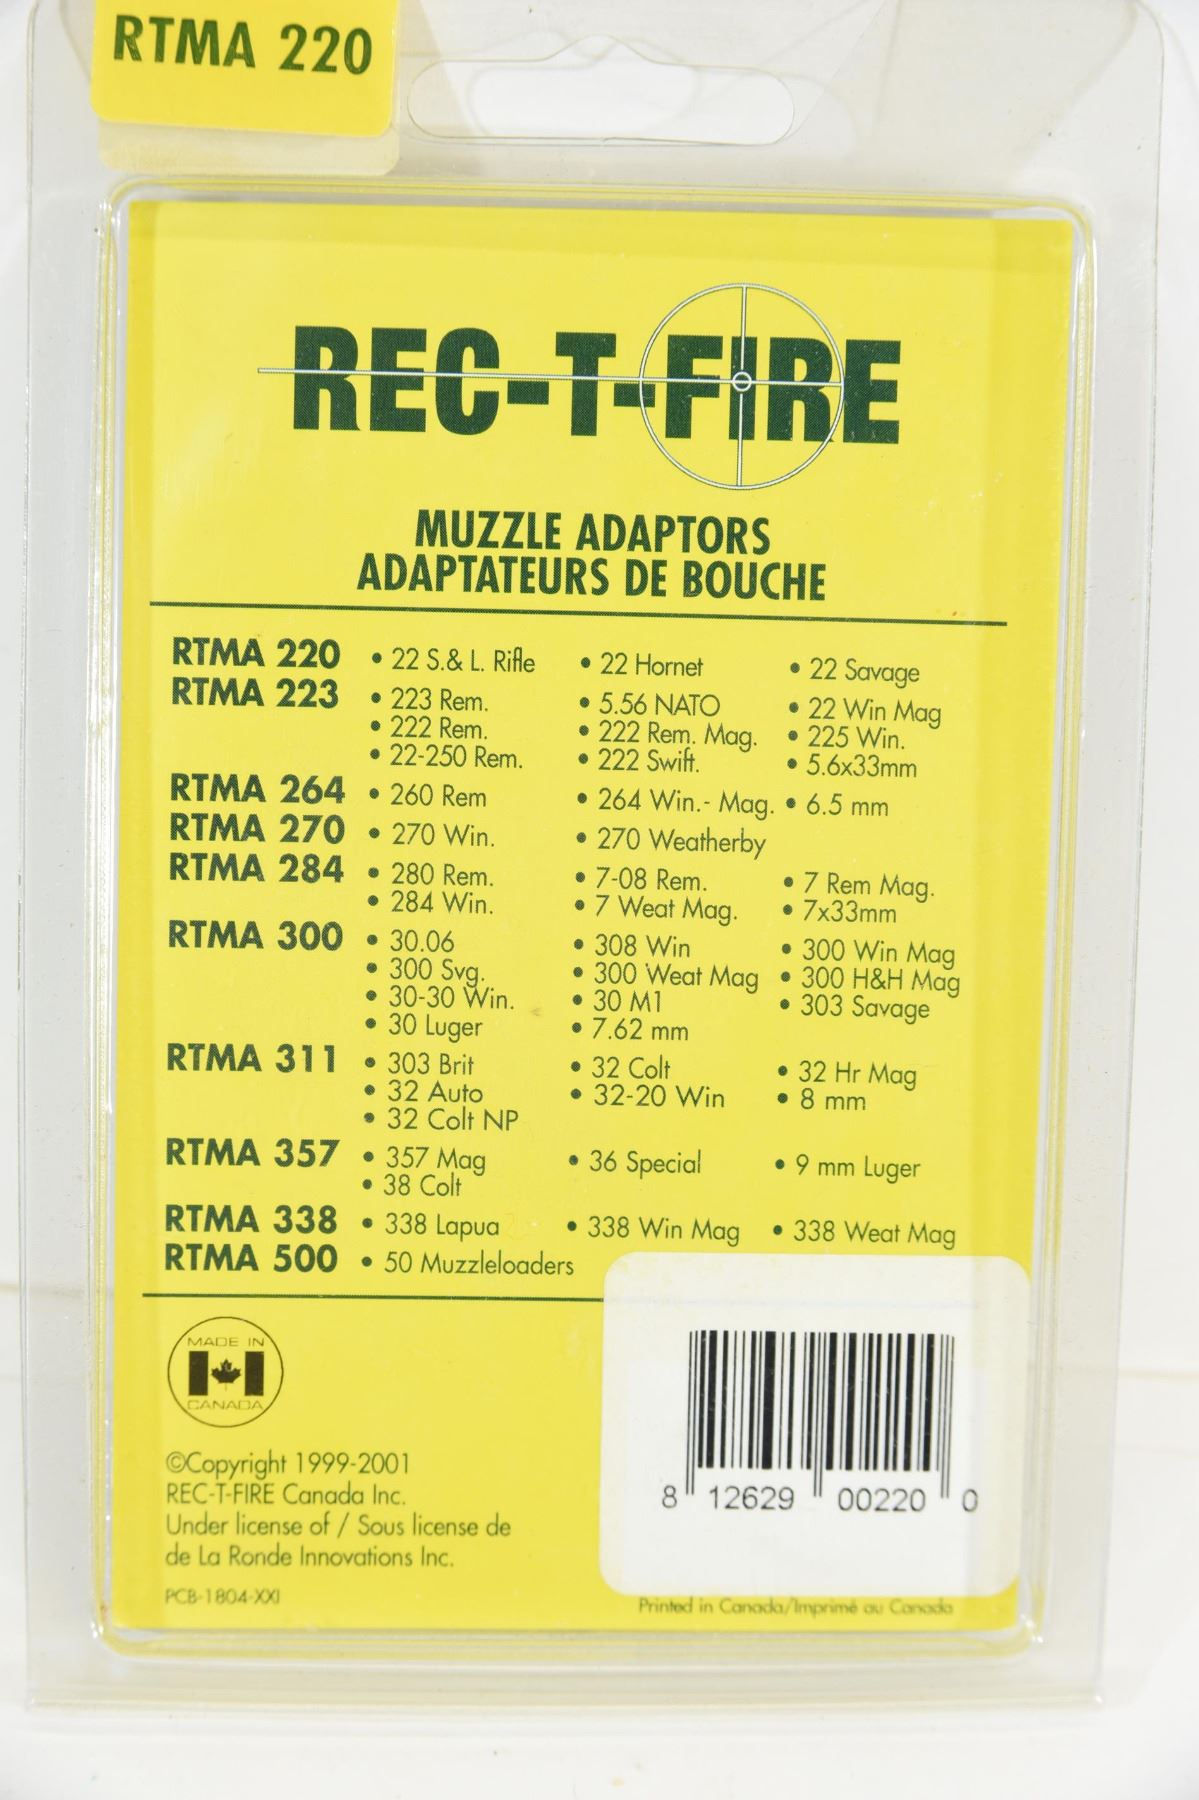 RTMA 220
REC-T-FIRE
MUZZLE ADAPTORS
ADAPTATEURS DE BOUCHE
RTMA 220 • 22 S.& L. Rifle • 22 Hornet • 22 Savage
RTMA 223 • 223 Rem. • 5.56 NATO • 22 Win Mag
• 222 Rem. • 222 Rem. Mag. • 225 Win.
• 22-250 Rem. • 222 Swift. • 5.6x33mm
RTMA 264 • 260 Rem • 264 Win.- Mag. • 6.5 mm
RTMA 270 • 270 Win. • 270 Weatherby
RTMA 284 • 280 Rem. • 7-08 Rem. • 7 Rem Mag.
• 284 Win. • 7 Weat Mag. • 7x33mm
RTMA 300 • 30.06 • 308 Win • 300 Win Mag
• 300 Svg. • 300 Weat Mag • 300 H&H Mag
• 30-30 Win. • 30 M1 • 303 Savage
• 30 Luger • 7.62 mm
RTMA 311 • 303 Brit • 32 Colt • 32 Hr Mag
• 32 Auto • 32-20 Win • 8 mm
• 32 Colt NP
RTMA 357 • 357 Mag • 36 Special • 9 mm Luger
• 38 Colt
RTMA 338 • 338 Lapua • 338 Win Mag • 338 Weat Mag
RTMA 500 • 50 Muzzleloaders
MADE IN
CANADA
©Copyright 1999-2001
REC-T-FIRE Canada Inc.
Under license of / Sous license de
de La Ronde Innovations Inc.
PCB-1804-XXI
8 12629 00220 0
Printed in Canada/Imprimé au Canada